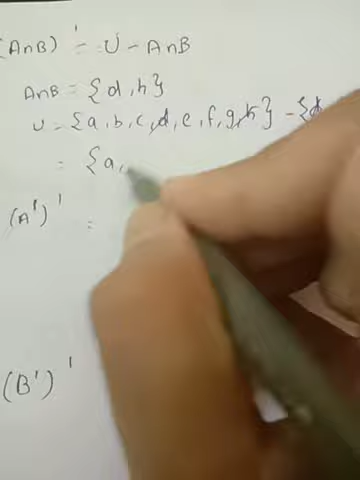 (A∩B)' = U - A∩B
A∩B = {d, h}
U = {a, b, c, d, e, f, g, h} - {d
= {a,
(A')' =
(B')'